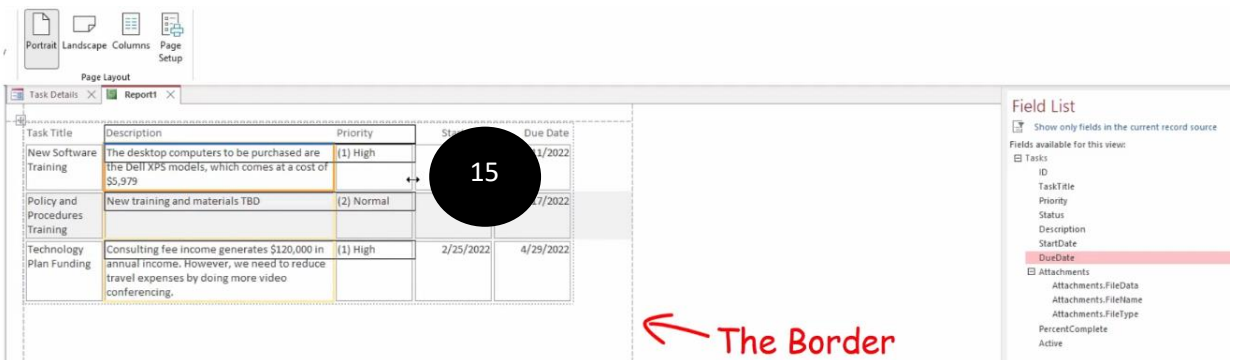 Portrait Landscape Columns Page Setup
Page Layout
Task Details Report1
Task Title Description Priority Due Date
New Software Training The desktop computers to be purchased are the Dell XPS models, which comes at a cost of $5,979 (1) High
15
Policy and Procedures Training New training and materials TBD (2) Normal
Technology Plan Funding Consulting fee income generates $120,000 in annual income. However, we need to reduce travel expenses by doing more video conferencing. (1) High 2/25/2022 4/29/2022
The Border
Field List
Show only fields in the current record source
Fields available for this view:
Tasks
ID
TaskTitle
Priority
Status
Description
StartDate
DueDate
Attachments
Attachments.FileData
Attachments.FileName
Attachments.FileType
PercentComplete
Active